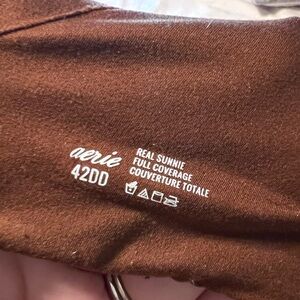 aerie
42DD
REAL SUNNIE
FULL COVERAGE
COUVERTURE TOTALE